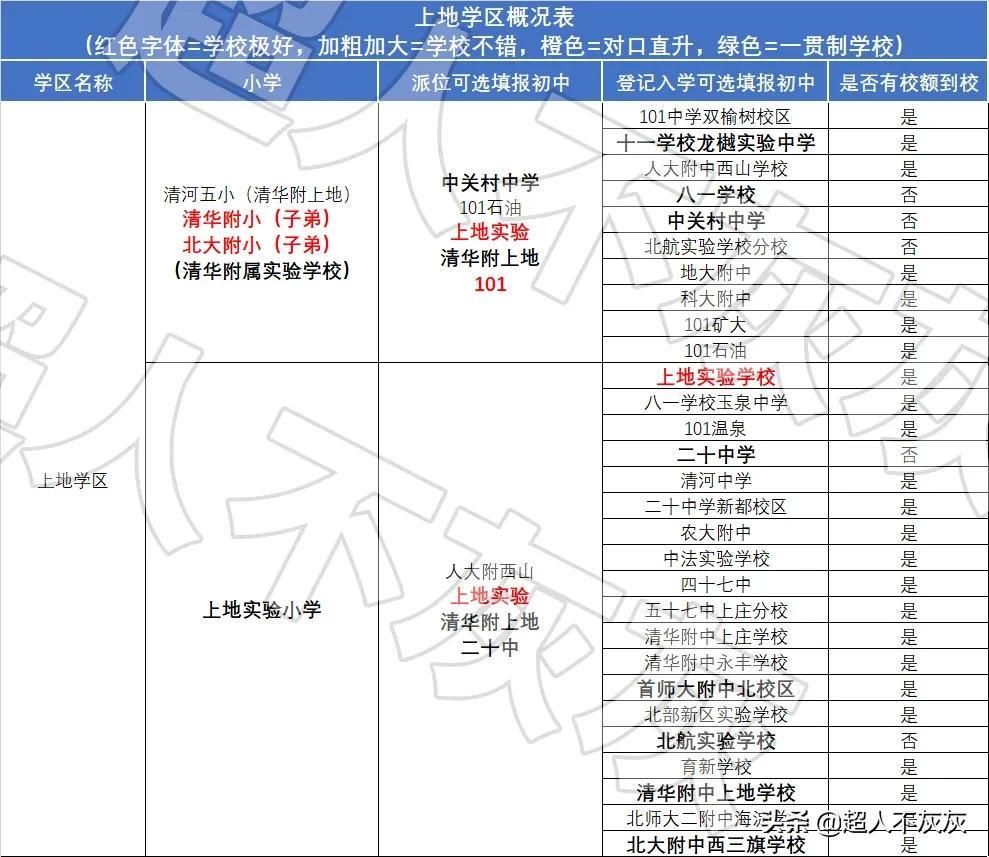 上地学区概况表
(红色字体=学校极好，加粗加大=学校不错，橙色=对口直升，绿色=一贯制学校)
学区名称 小学 派位可选填报初中 登记入学可选填报初中 是否有校额到校
上地学区
清河五小（清华附上地）
清华附小（子弟）
北大附小（子弟）
（清华附属实验学校）
中关村中学
101石油
上地实验
清华附上地
101
上地实验小学
人大附西山
上地实验
清华附上地
二十中
101中学双榆树校区 是
十一学校龙樾实验中学 是
人大附中西山学校 是
八一学校 否
中关村中学 否
北航实验学校分校 否
地大附中 是
科大附中 是
101矿大 是
101石油 是
上地实验学校 是
八一学校玉泉中学 是
101温泉 是
二十中学 否
清河中学 是
二十中学新都校区 是
农大附中 是
中法实验学校 是
四十七中 是
五十七中上庄分校 是
清华附中上庄学校 是
清华附中永丰学校 是
首师大附中北校区 是
北部新区实验学校 是
北航实验学校 否
育新学校 是
清华附中上地学校 是
北师大二附中海淀
北大附中西三旗学校 是
头条 @超人不灰灰
超人不灰灰